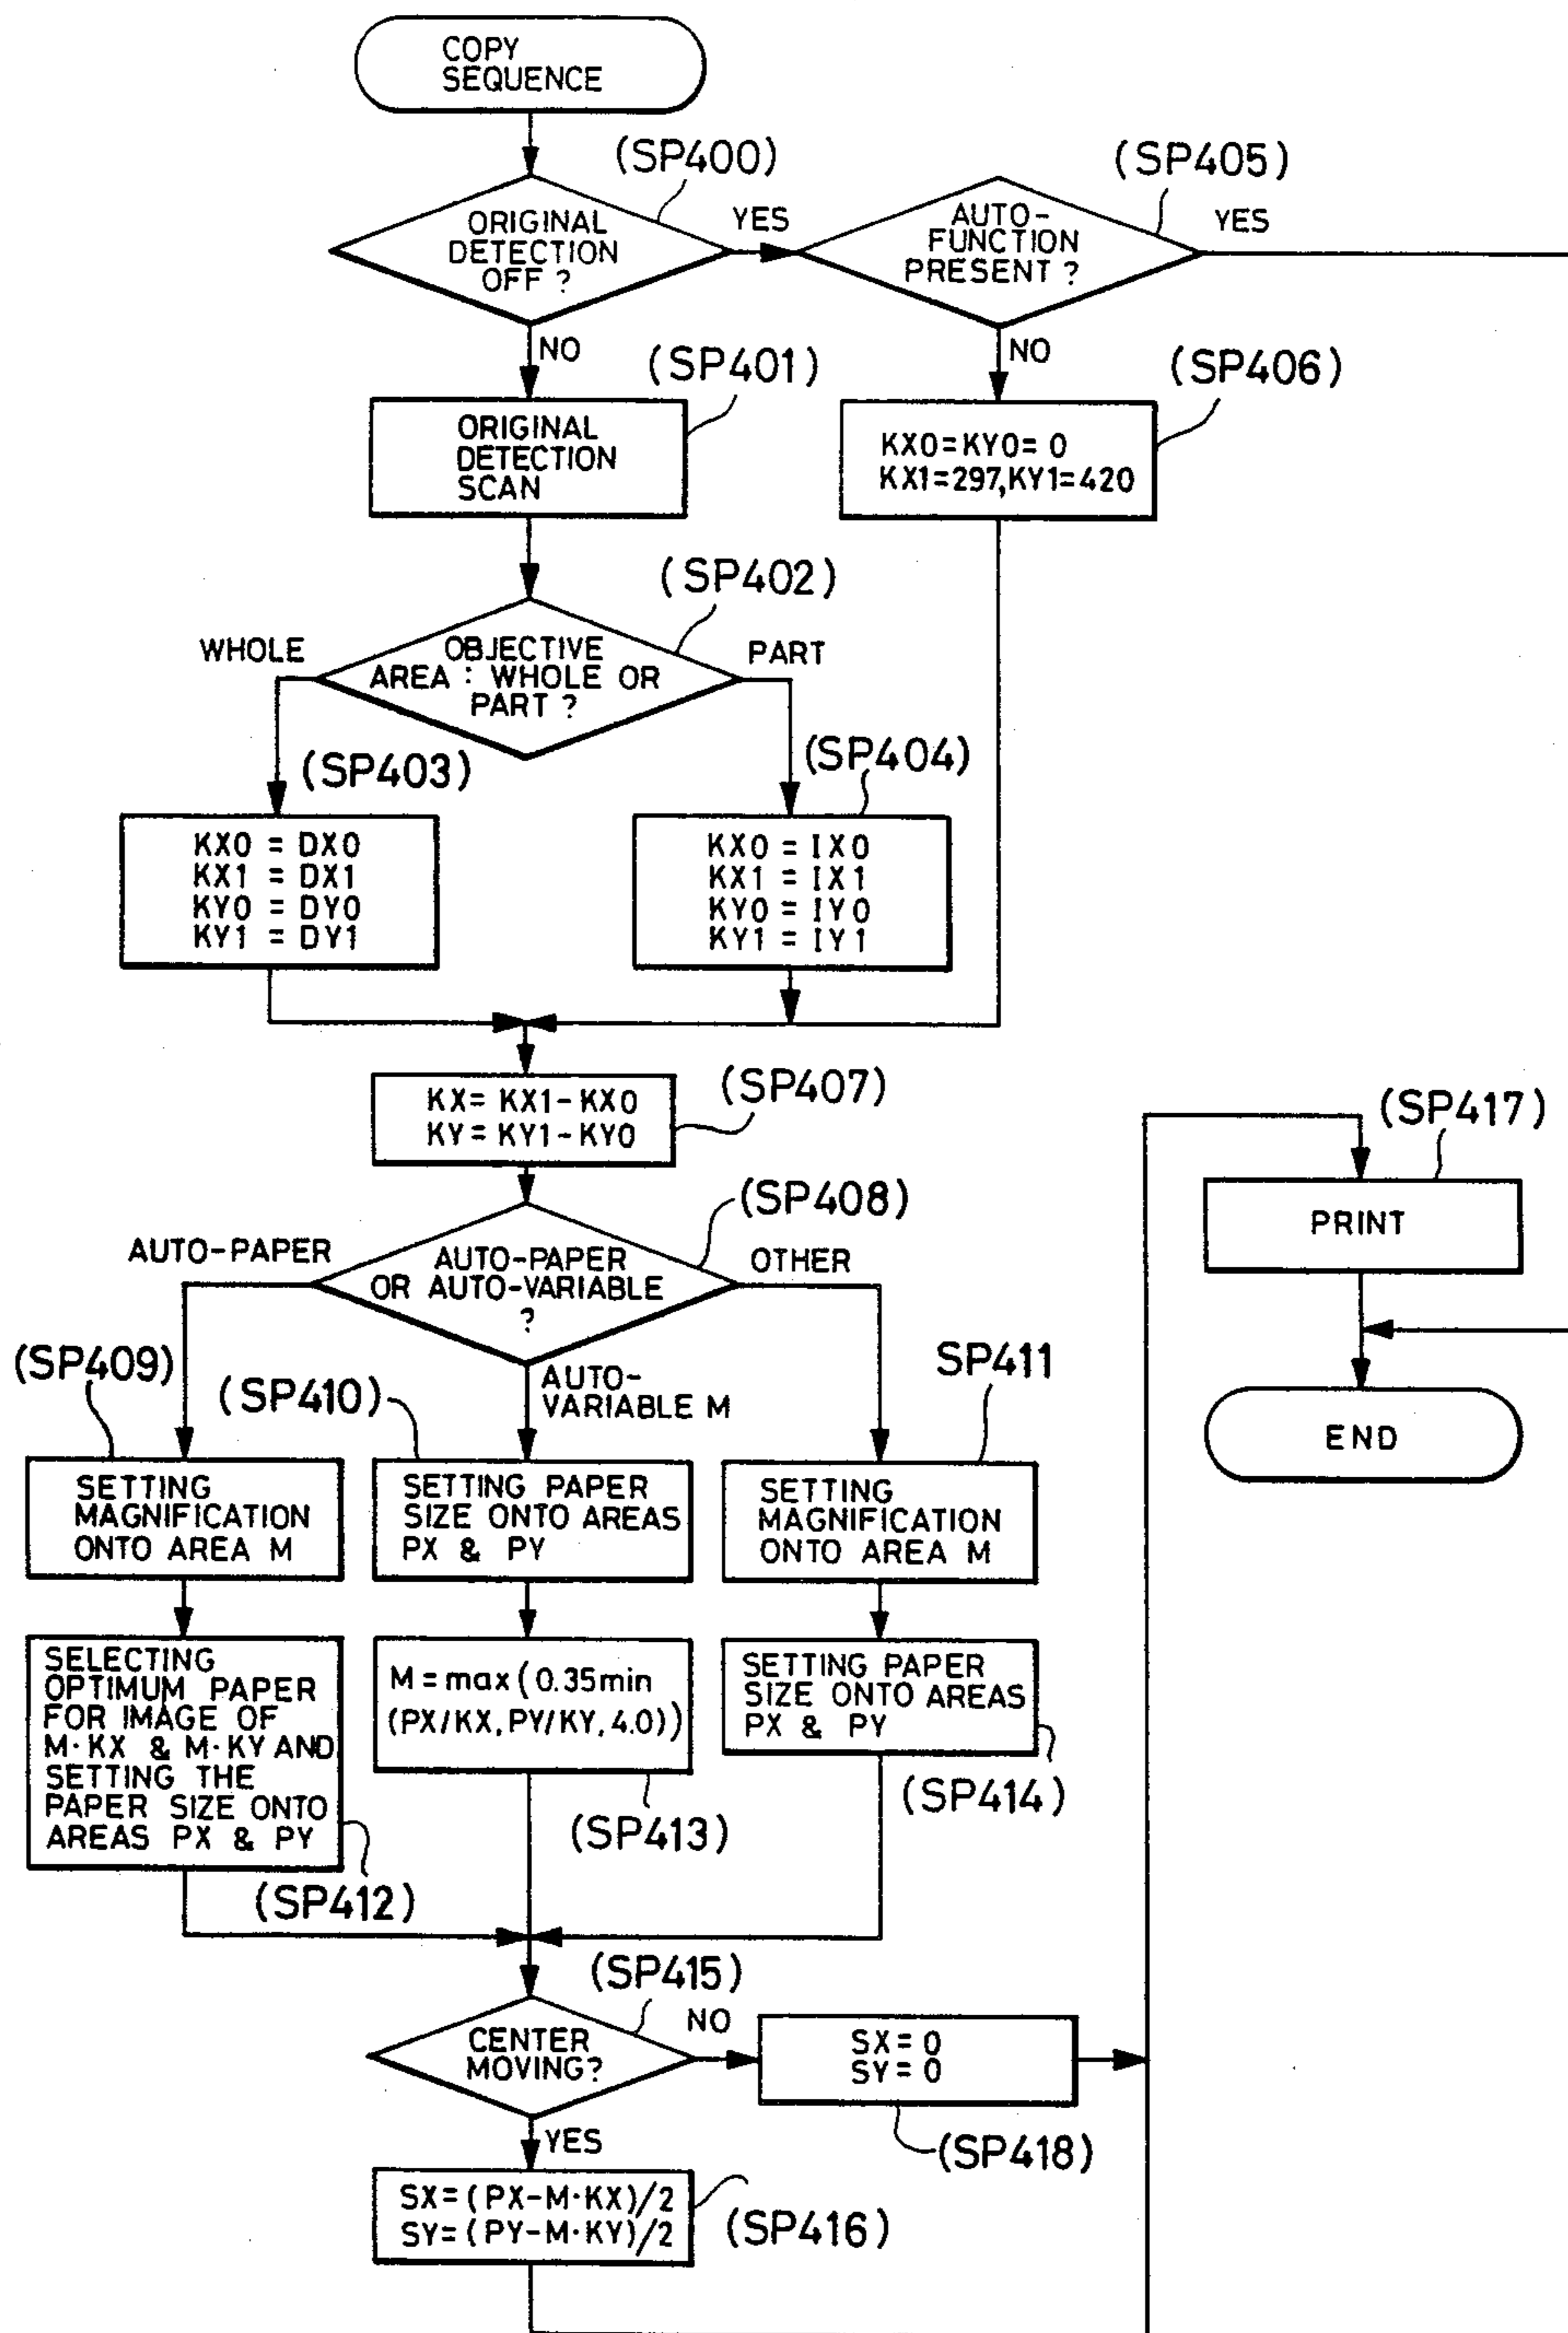 COPY
SEQUENCE
(SP400)
ORIGINAL
DETECTION
OFF ?
YES
NO
(SP405)
AUTO-
FUNCTION
PRESENT ?
YES
NO
(SP401)
ORIGINAL
DETECTION
SCAN
(SP406)
KX0=KY0= 0
KX1=297,KY1=420
(SP402)
WHOLE
OBJECTIVE
AREA : WHOLE OR
PART ?
PART
(SP403)
KX0 = DX0
KX1 = DX1
KY0 = DY0
KY1 = DY1
(SP404)
KX0 = IX0
KX1 = IX1
KY0 = IY0
KY1 = IY1
(SP407)
KX= KX1-KX0
KY= KY1-KY0
(SP408)
AUTO-PAPER
AUTO-PAPER
OR AUTO-VARIABLE
?
OTHER
AUTO-
VARIABLE M
(SP409)
SETTING
MAGNIFICATION
ONTO AREA M
(SP410)
SETTING PAPER
SIZE ONTO AREAS
PX & PY
SP411
SETTING
MAGNIFICATION
ONTO AREA M
SELECTING
OPTIMUM PAPER
FOR IMAGE OF
M·KX & M·KY AND
SETTING THE
PAPER SIZE ONTO
AREAS PX & PY
(SP412)
M = max ( 0.35min
(PX/KX, PY/KY, 4.0))
(SP413)
SETTING PAPER
SIZE ONTO AREAS
PX & PY
(SP414)
(SP415)
CENTER
MOVING?
NO
YES
SX= 0
SY= 0
(SP418)
SX=(PX-M·KX)/2
SY=(PY-M·KY)/2
(SP416)
(SP417)
PRINT
END